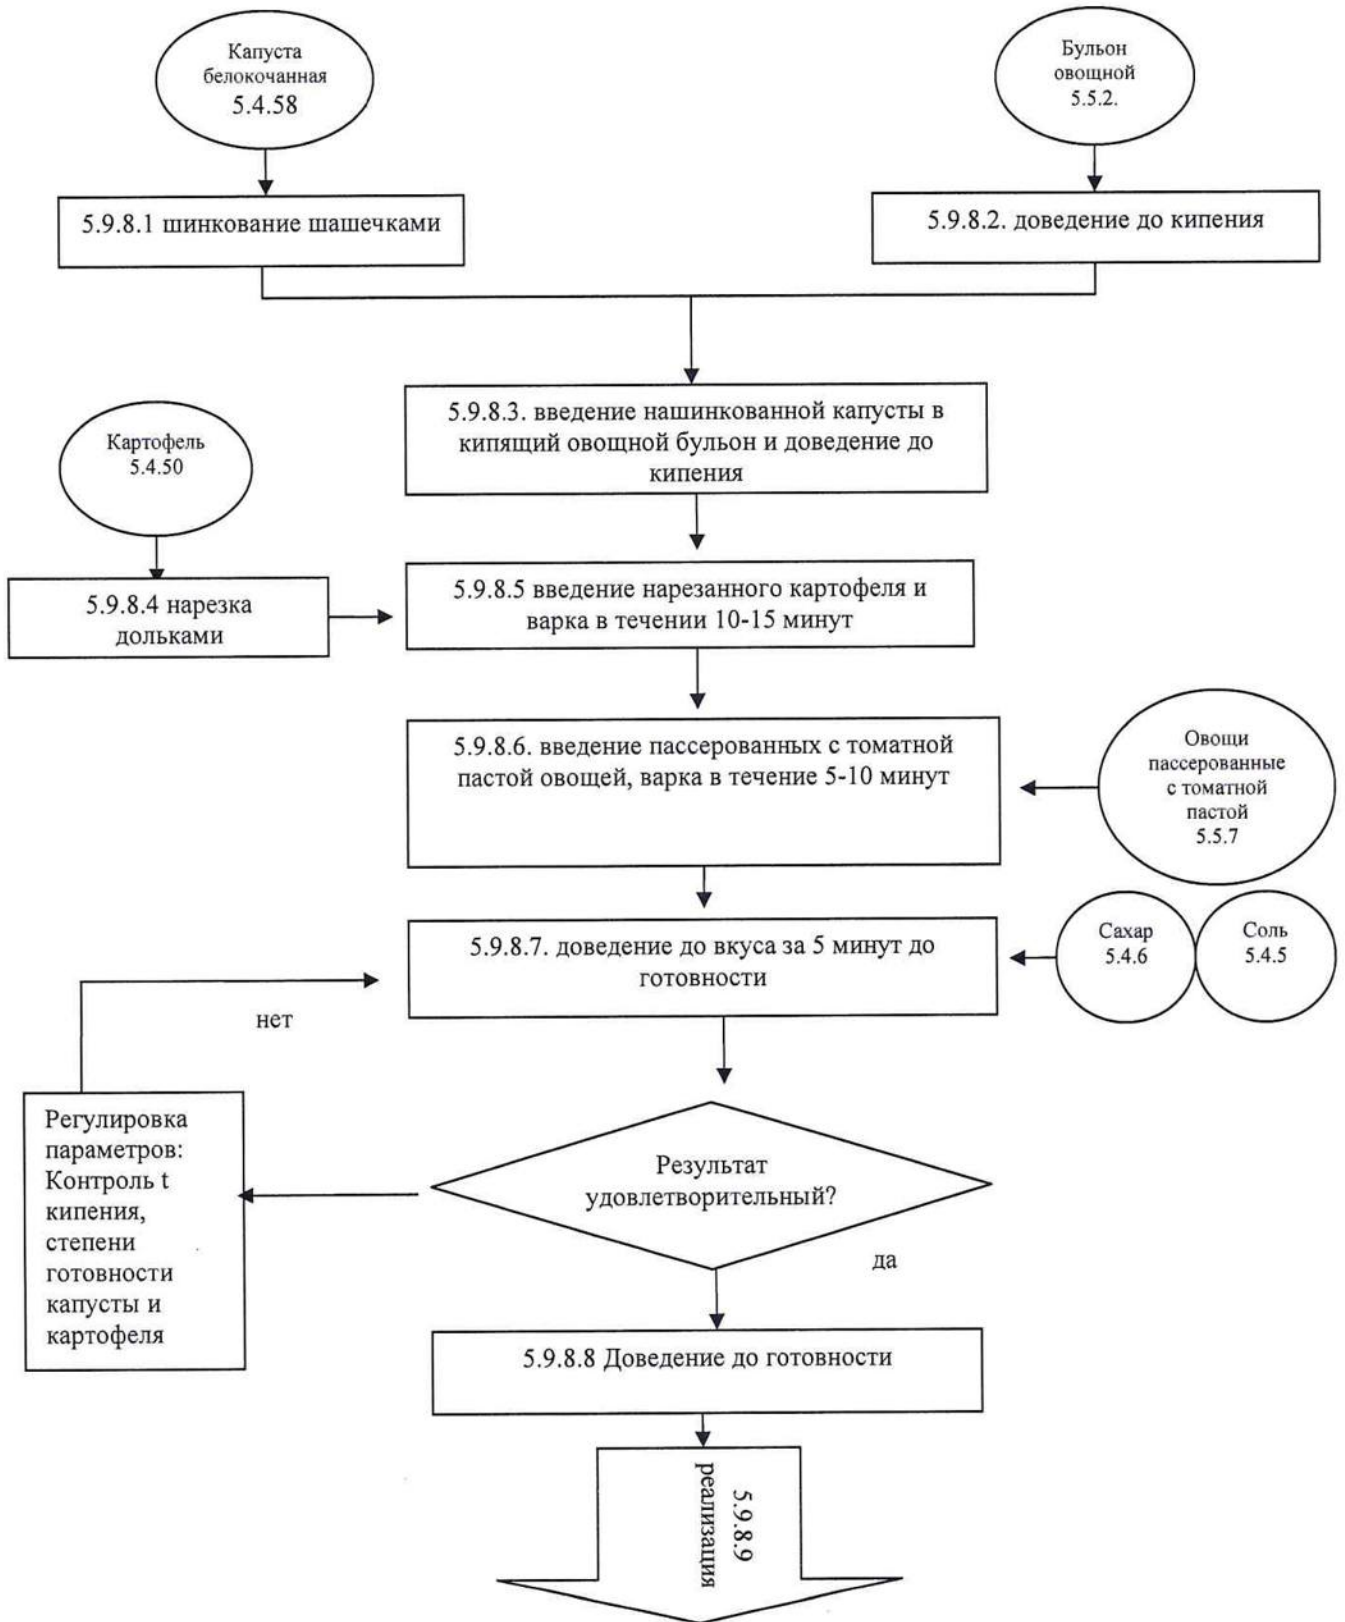 Капуста
белокочанная
5.4.58
Бульон
овощной
5.5.2.
5.9.8.1 шинкование шашечками
5.9.8.2. доведение до кипения
5.9.8.3. введение нашинкованной капусты в
кипящий овощной бульон и доведение до
кипения
Картофель
5.4.50
5.9.8.4 нарезка
дольками
5.9.8.5 введение нарезанного картофеля и
варка в течении 10-15 минут
5.9.8.6. введение пассерованных с томатной
пастой овощей, варка в течение 5-10 минут
Овощи
пассерованные
с томатной
пастой
5.5.7
5.9.8.7. доведение до вкуса за 5 минут до
готовности
Сахар
5.4.6
Соль
5.4.5
нет
Регулировка
параметров:
Контроль t
кипения,
степени
готовности
капусты и
картофеля
Результат
удовлетворительный?
да
5.9.8.8 Доведение до готовности
5.9.8.9
реализация